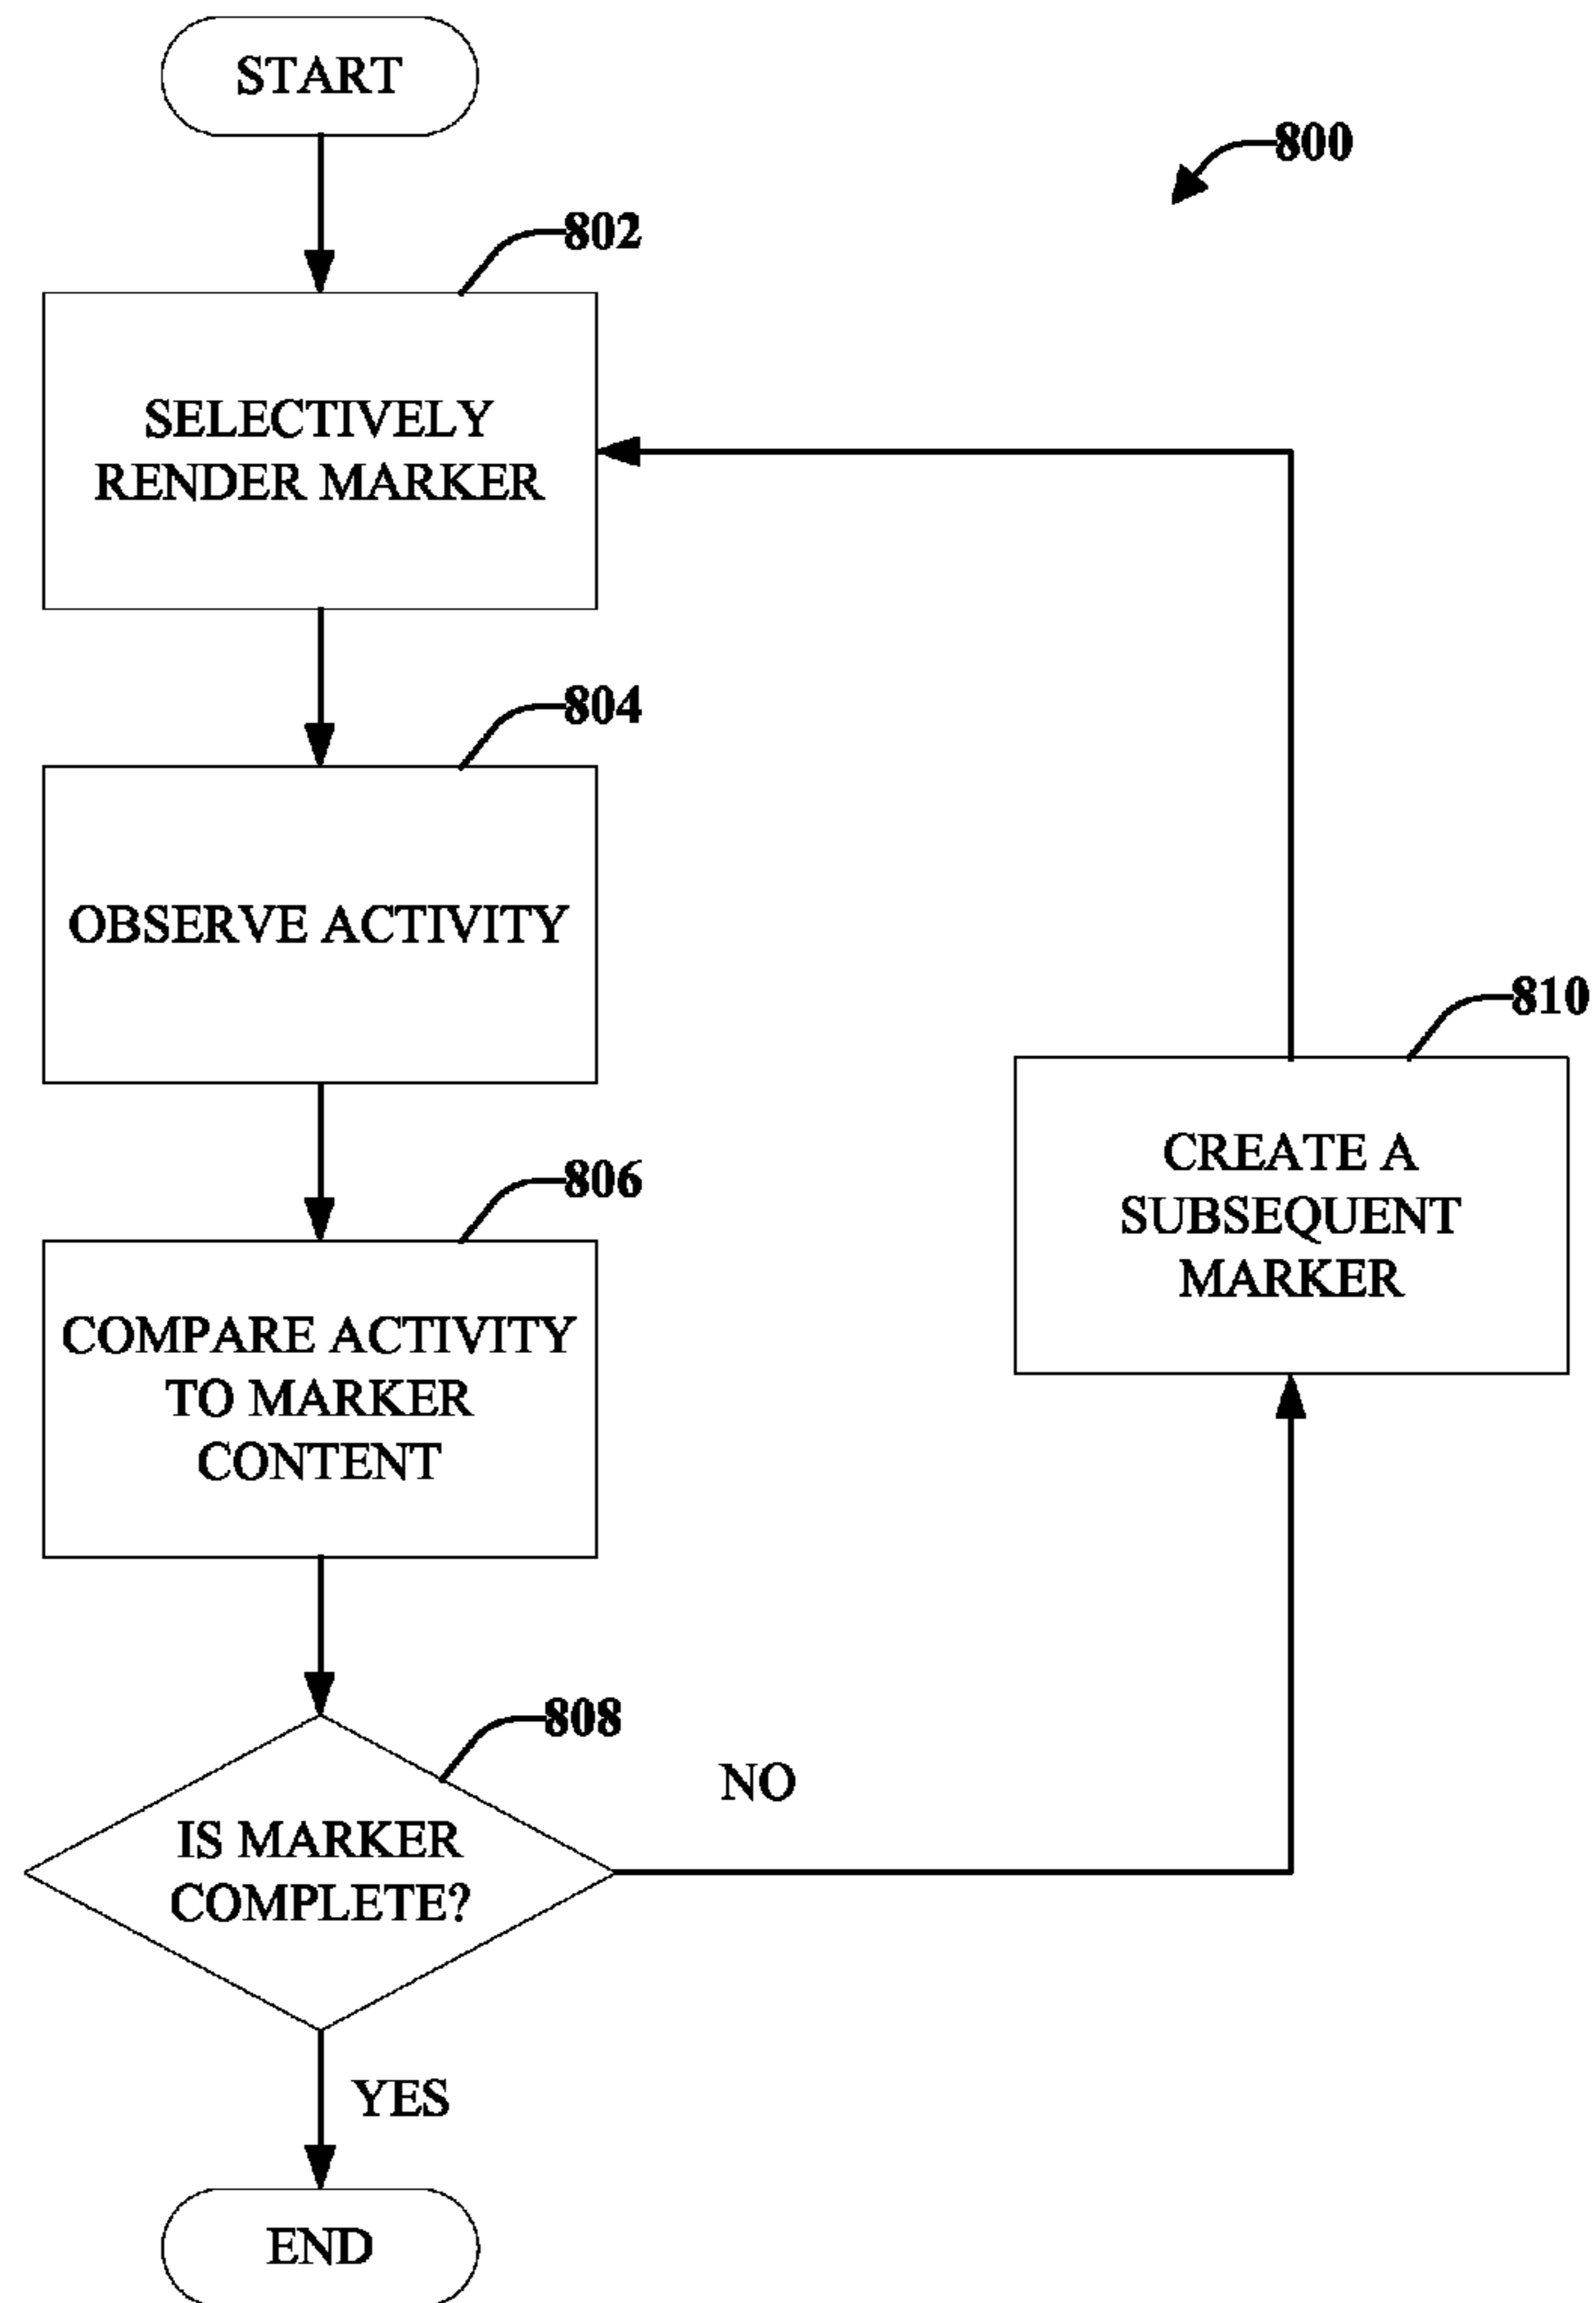 START
800
802
SELECTIVELY
RENDER MARKER
804
OBSERVE ACTIVITY
806
COMPARE ACTIVITY
TO MARKER
CONTENT
810
CREATE A
SUBSEQUENT
MARKER
808
IS MARKER
COMPLETE?
NO
YES
END